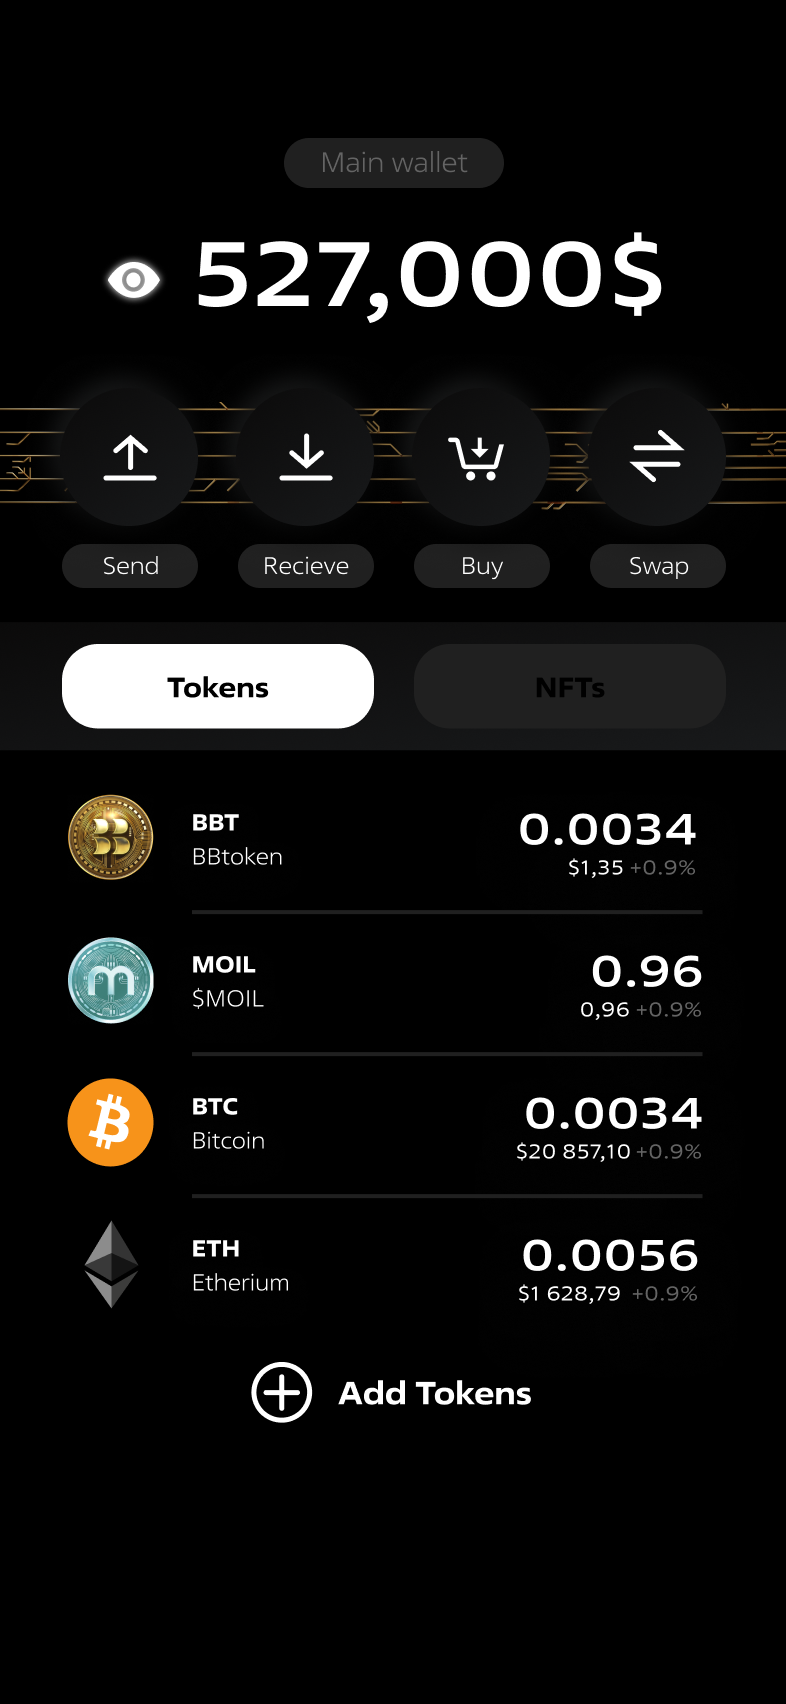 Main wallet
527,000$
Send Recieve Buy Swap
Tokens NFTs
BBT 0.0034
BBtoken $1,35 +0.9%
MOIL 0.96
$MOIL 0,96 +0.9%
BTC 0.0034
Bitcoin $20 857,10 +0.9%
ETH 0.0056
Etherium $1 628,79 +0.9%
Add Tokens